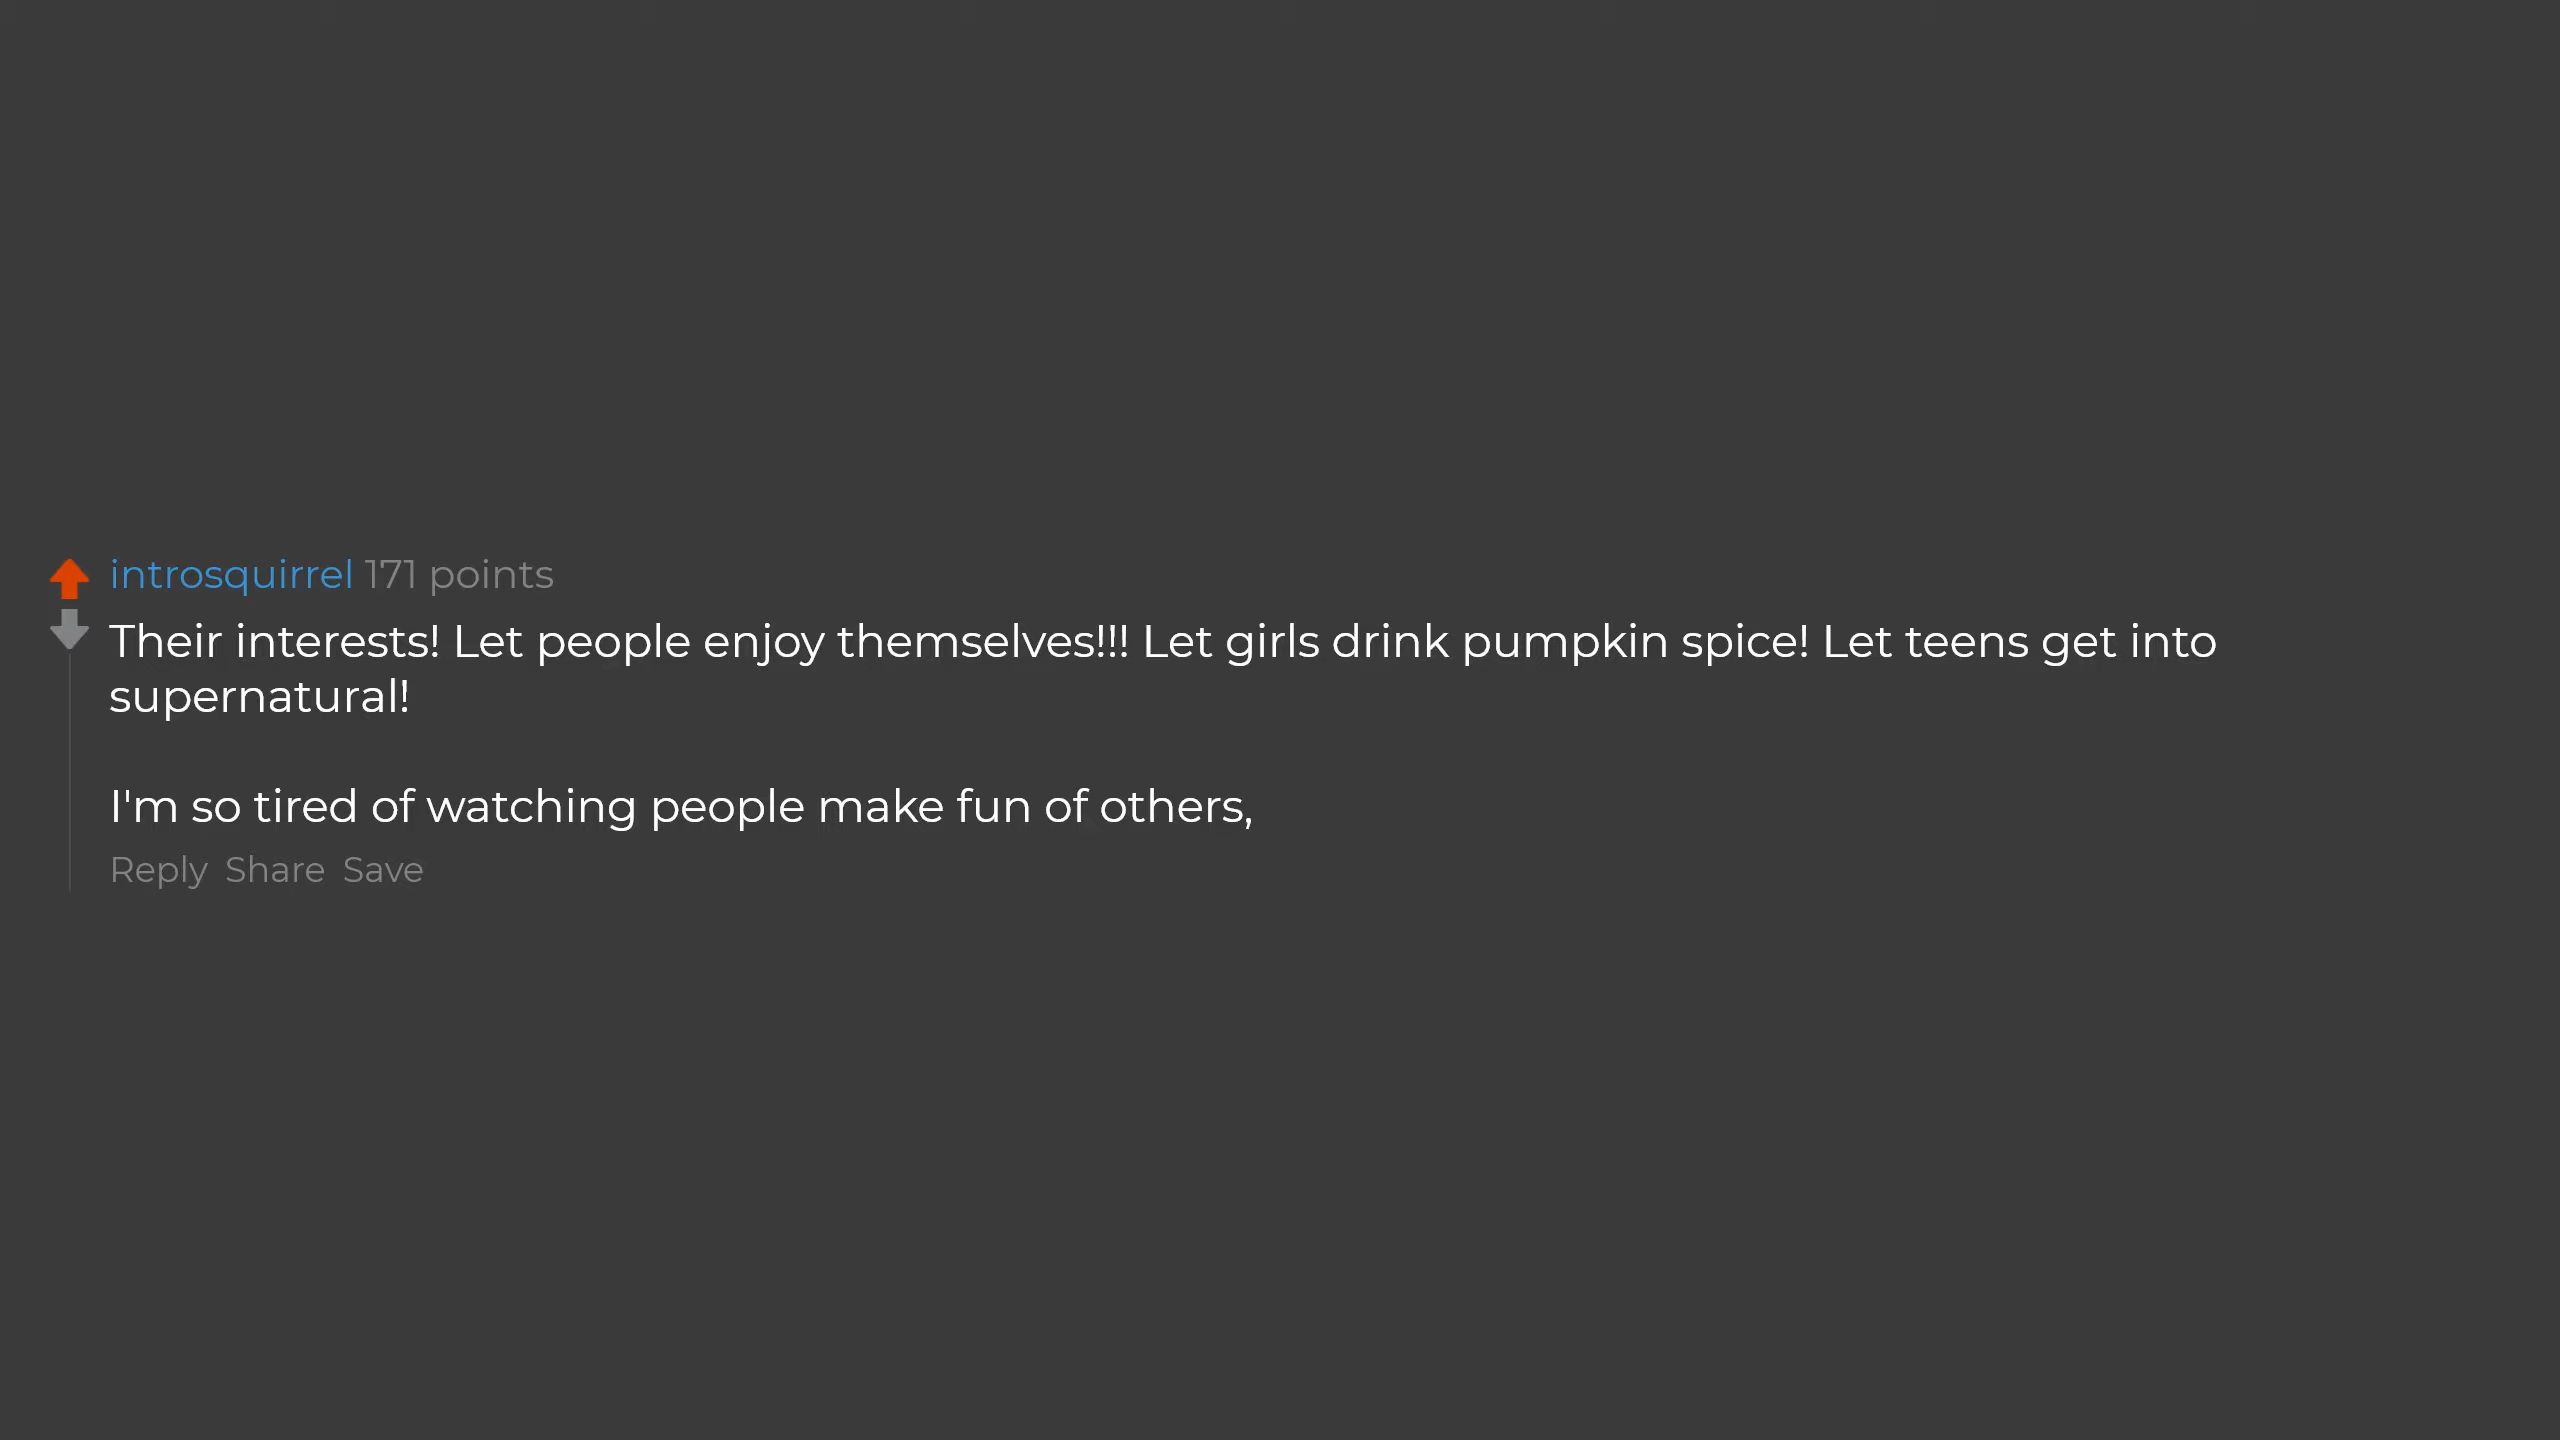 introsquirrel 171 points
Their interests! Let people enjoy themselves!!! Let girls drink pumpkin spice! Let teens get into
supernatural!
I'm so tired of watching people make fun of others,
Reply Share Save